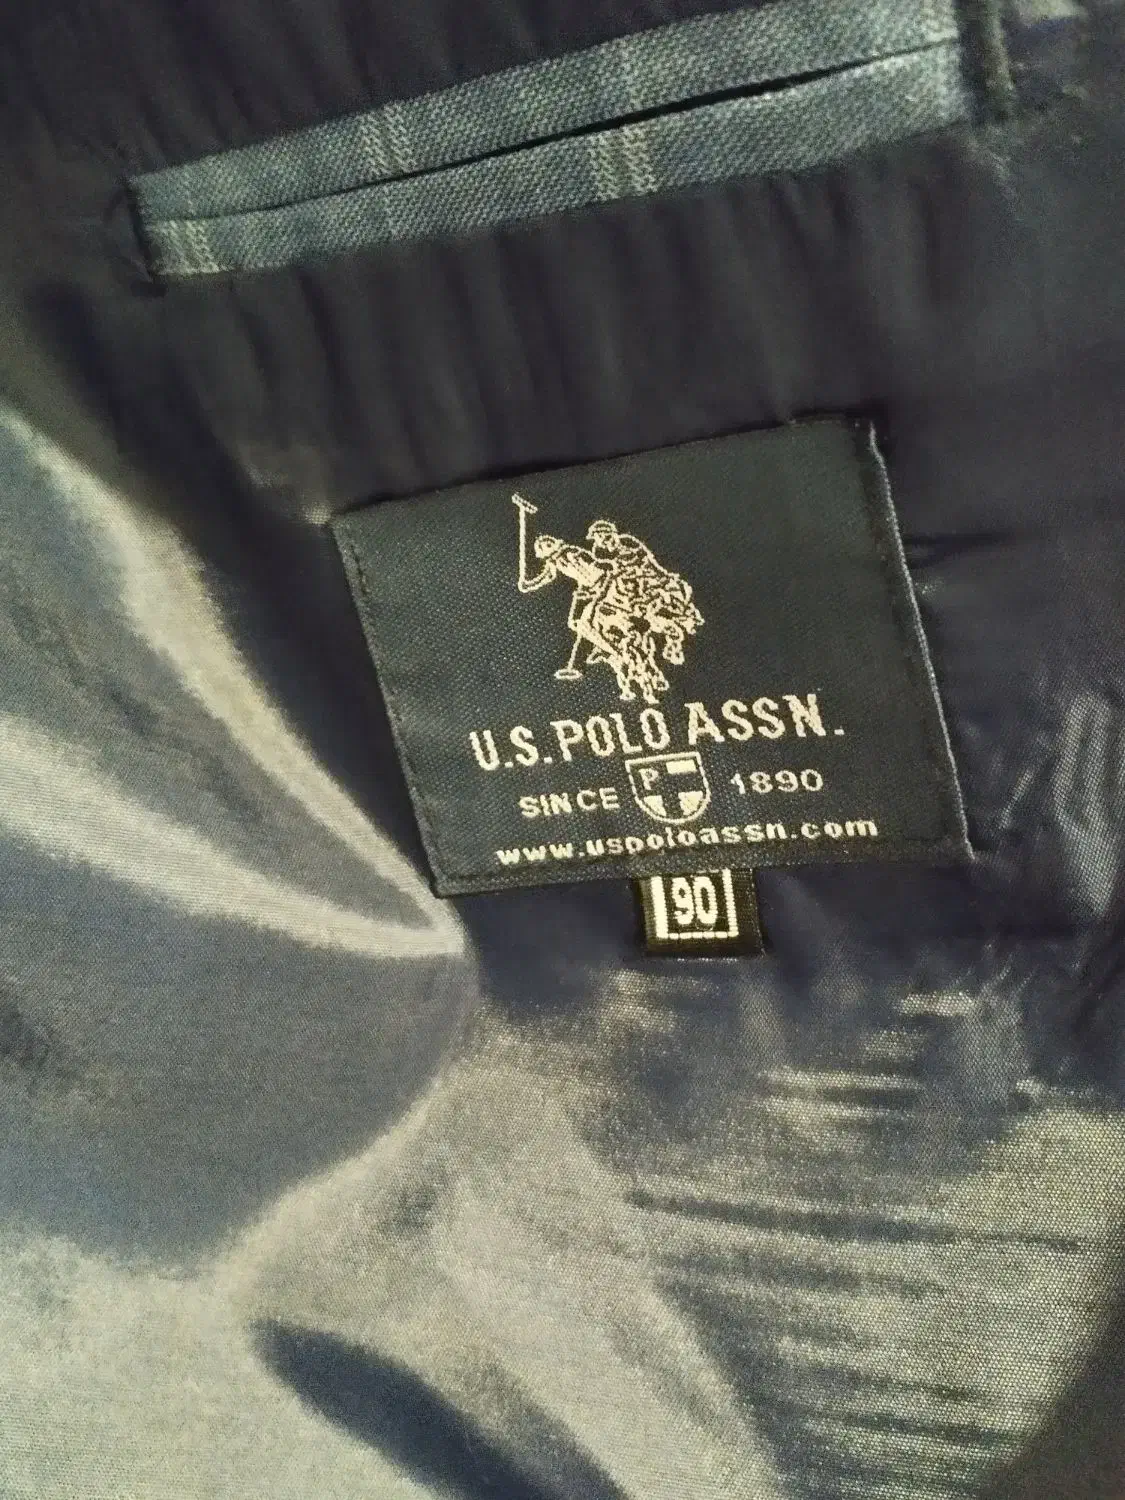 U.S. POLO ASSN.
SINCE P 1890
www.uspoloassn.com
90